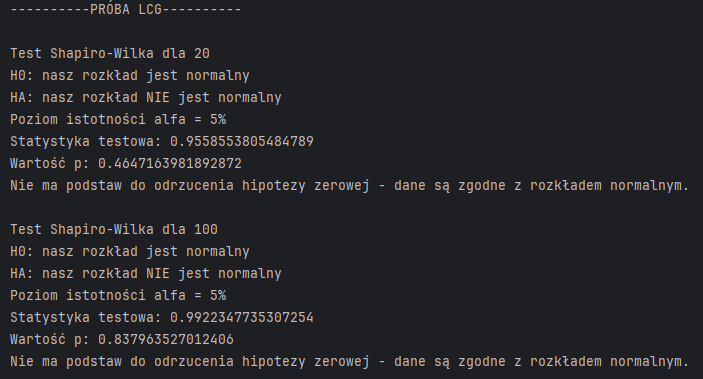 ----------PRÓBA LCG----------
Test Shapiro-Wilka dla 20
H0: nasz rozkład jest normalny
HA: nasz rozkład NIE jest normalny
Poziom istotności alfa = 5%
Statystyka testowa: 0.9558553805484789
Wartość p: 0.4647163981892872
Nie ma podstaw do odrzucenia hipotezy zerowej - dane są zgodne z rozkładem normalnym.
Test Shapiro-Wilka dla 100
H0: nasz rozkład jest normalny
HA: nasz rozkład NIE jest normalny
Poziom istotności alfa = 5%
Statystyka testowa: 0.9922347735307254
Wartość p: 0.837963527012406
Nie ma podstaw do odrzucenia hipotezy zerowej - dane są zgodne z rozkładem normalnym.